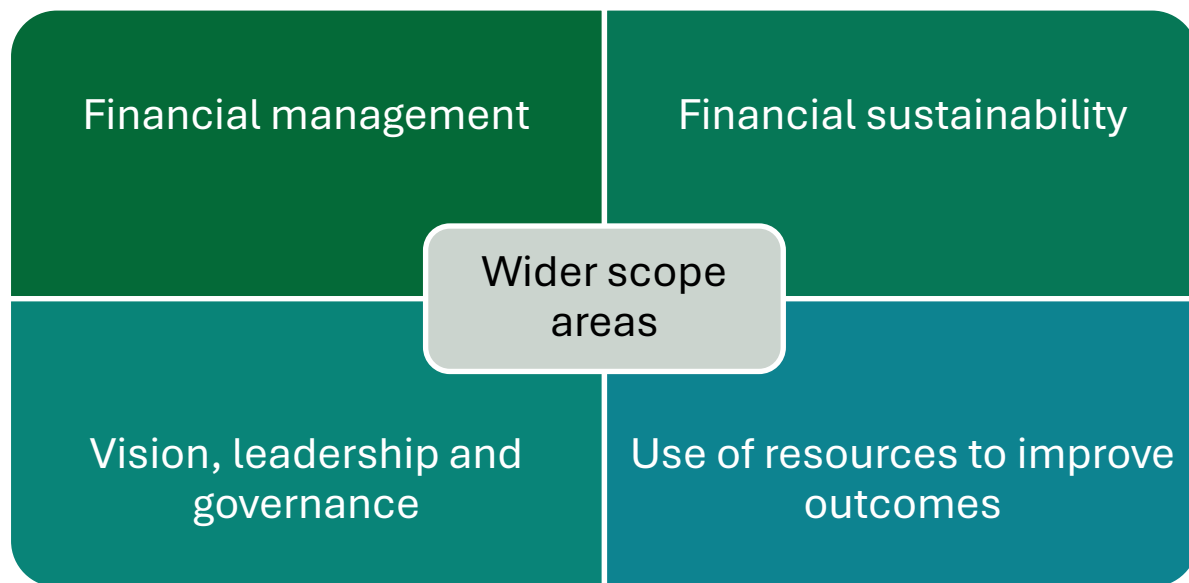 Financial management
Financial sustainability
Wider scope
areas
Vision, leadership and
governance
Use of resources to improve
outcomes